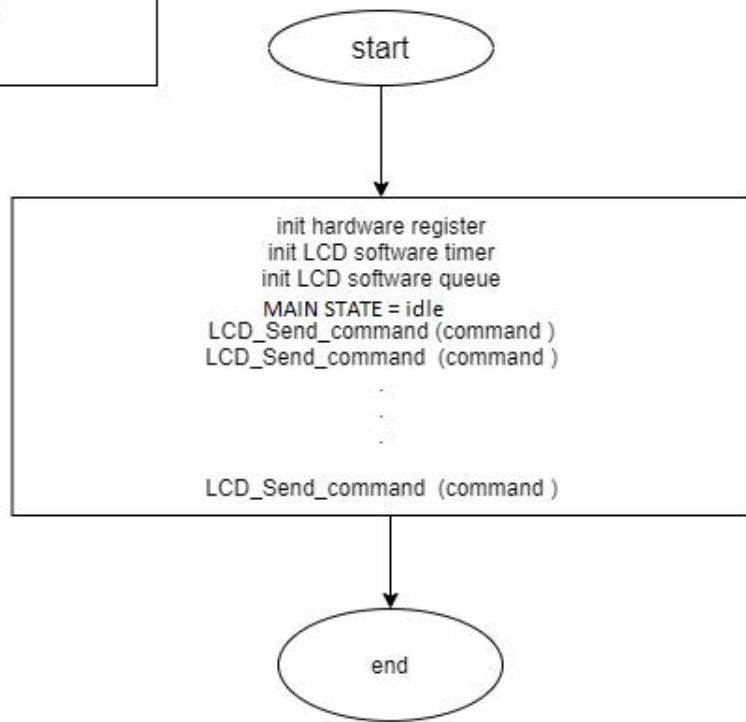 start
init hardware register
init LCD software timer
init LCD software queue
MAIN STATE = idle
LCD_Send_command (command )
LCD_Send_command (command )
.
.
.
LCD_Send_command (command )
end